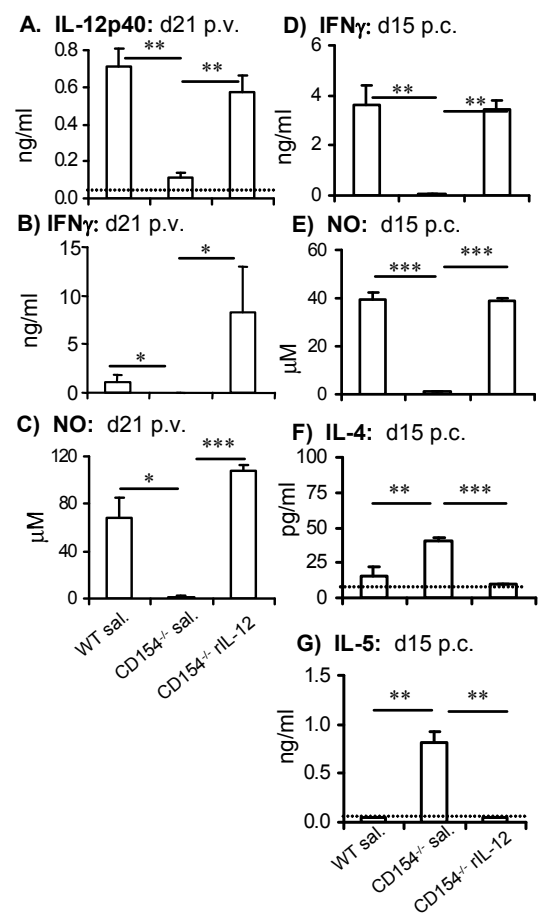 A. IL-12p40: d21 p.v.
** **
ng/ml
0.8
0.6
0.4
0.2
0.0
B) IFNγ: d21 p.v.
*
*
ng/ml
15
10
5
0
C) NO: d21 p.v.
***
*
µM
120
80
40
0
WT sal.
CD154-/- sal.
CD154-/- rIL-12
D) IFNγ: d15 p.c.
** **
ng/ml
6
4
2
0
E) NO: d15 p.c.
*** ***
µM
60
40
20
0
F) IL-4: d15 p.c.
** ***
pg/ml
100
75
50
25
0
G) IL-5: d15 p.c.
** **
ng/ml
1.5
1.0
0.5
0.0
WT sal.
CD154-/- sal.
CD154-/- rIL-12